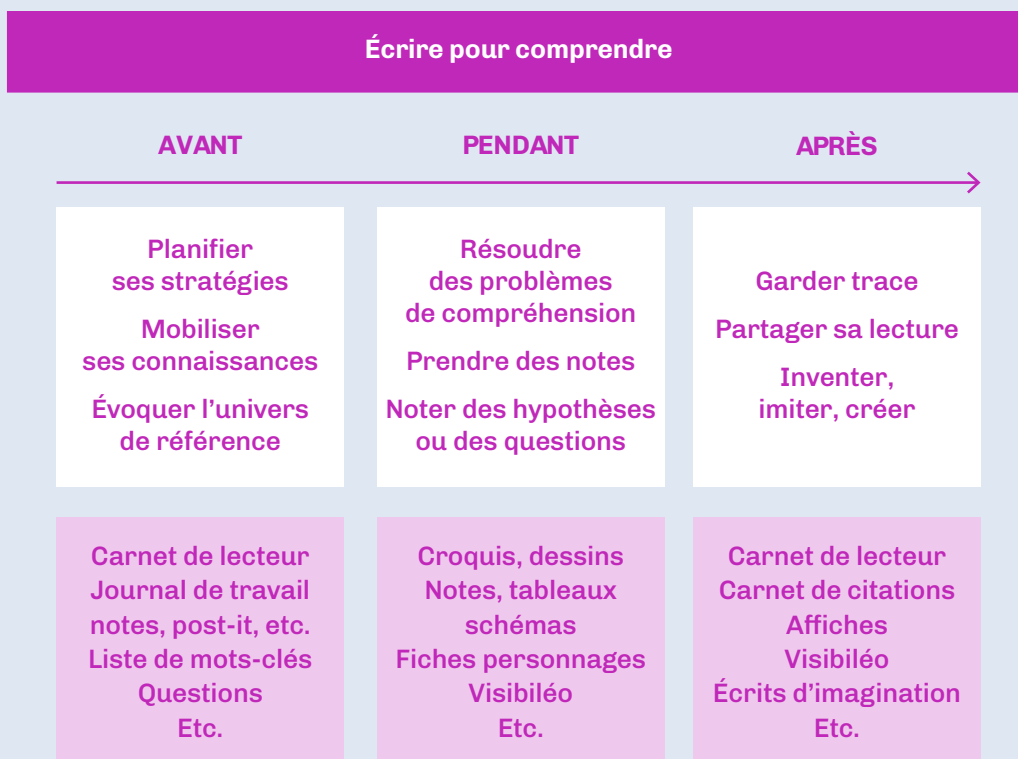 Écrire pour comprendre
AVANT
PENDANT
APRÈS
Planifier
ses stratégies
Mobiliser
ses connaissances
Évoquer l’univers
de référence
Résoudre
des problèmes
de compréhension
Prendre des notes
Noter des hypothèses
ou des questions
Garder trace
Partager sa lecture
Inventer,
imiter, créer
Carnet de lecteur
Journal de travail
notes, post-it, etc.
Liste de mots-clés
Questions
Etc.
Croquis, dessins
Notes, tableaux
schémas
Fiches personnages
Visibiléo
Etc.
Carnet de lecteur
Carnet de citations
Affiches
Visibiléo
Écrits d’imagination
Etc.